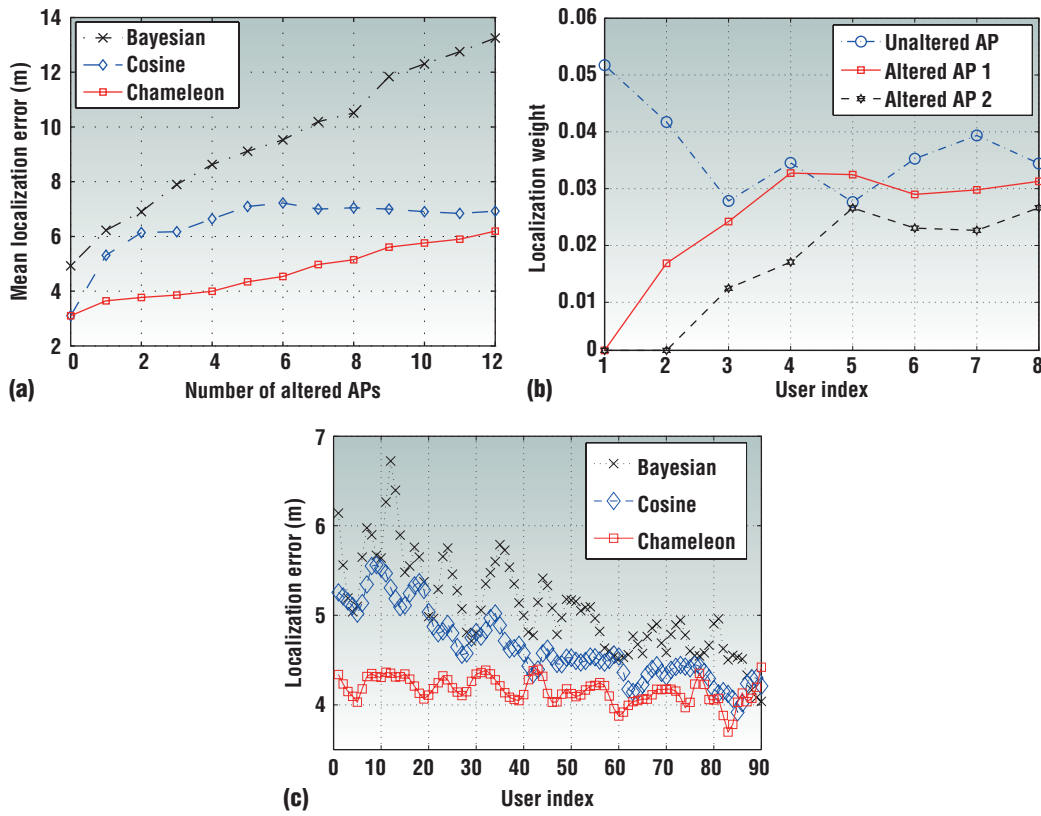 14
12
10
8
6
4
2
Mean localization error (m)
Bayesian
Cosine
Chameleon
0 2 4 6 8 10 12
Number of altered APs
(a)
0.06
0.05
0.04
0.03
0.02
0.01
0
Localization weight
Unaltered AP
Altered AP 1
Altered AP 2
1 2 3 4 5 6 7 8
User index
(b)
7
6
5
4
Localization error (m)
Bayesian
Cosine
Chameleon
0 10 20 30 40 50 60 70 80 90
User index
(c)